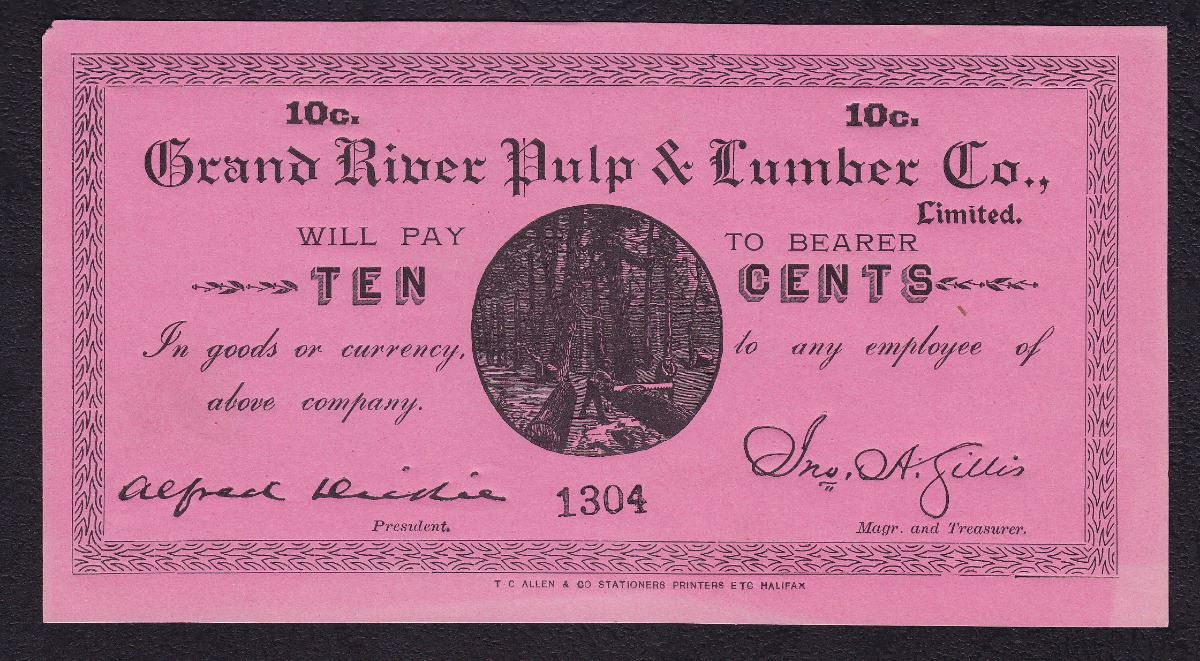 10c. 10c.
Grand River Pulp & Lumber Co.,
Limited.
WILL PAY TO BEARER
TEN CENTS
In goods or currency, to any employee of
above company.
Alfred Dickie Jno. A. Gillis
1304
President. Magr. and Treasurer.
T C ALLEN & CO STATIONERS PRINTERS ETC HALIFAX